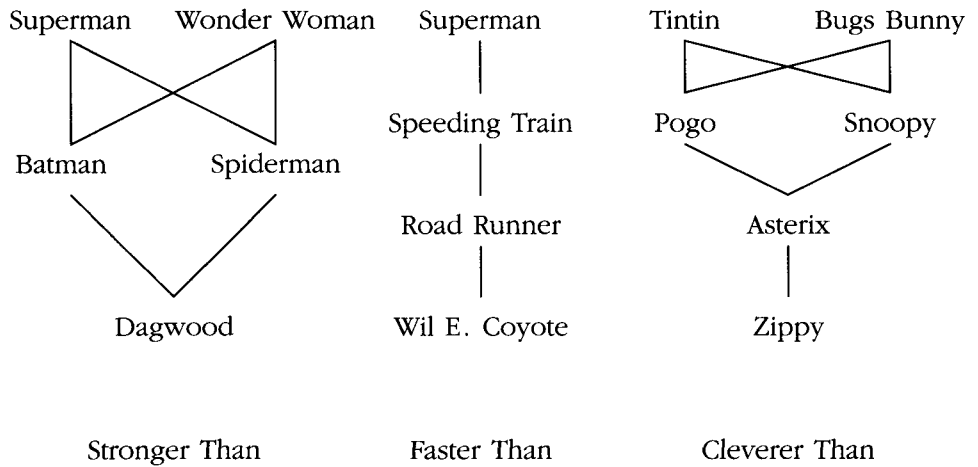 Superman Wonder Woman Superman Tintin Bugs Bunny
Speeding Train Pogo Snoopy
Batman Spiderman
Road Runner Asterix
Dagwood Wil E. Coyote Zippy
Stronger Than Faster Than Cleverer Than